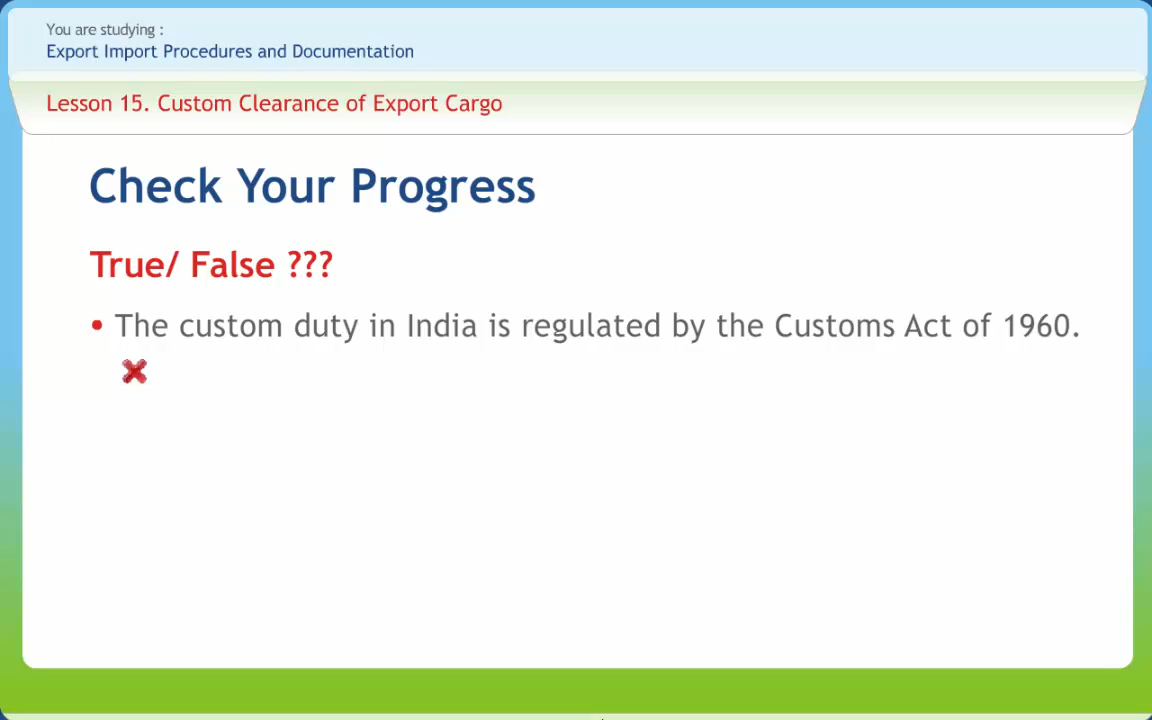 You are studying :
Export Import Procedures and Documentation
Lesson 15. Custom Clearance of Export Cargo
Check Your Progress
True/ False ???
• The custom duty in India is regulated by the Customs Act of 1960.